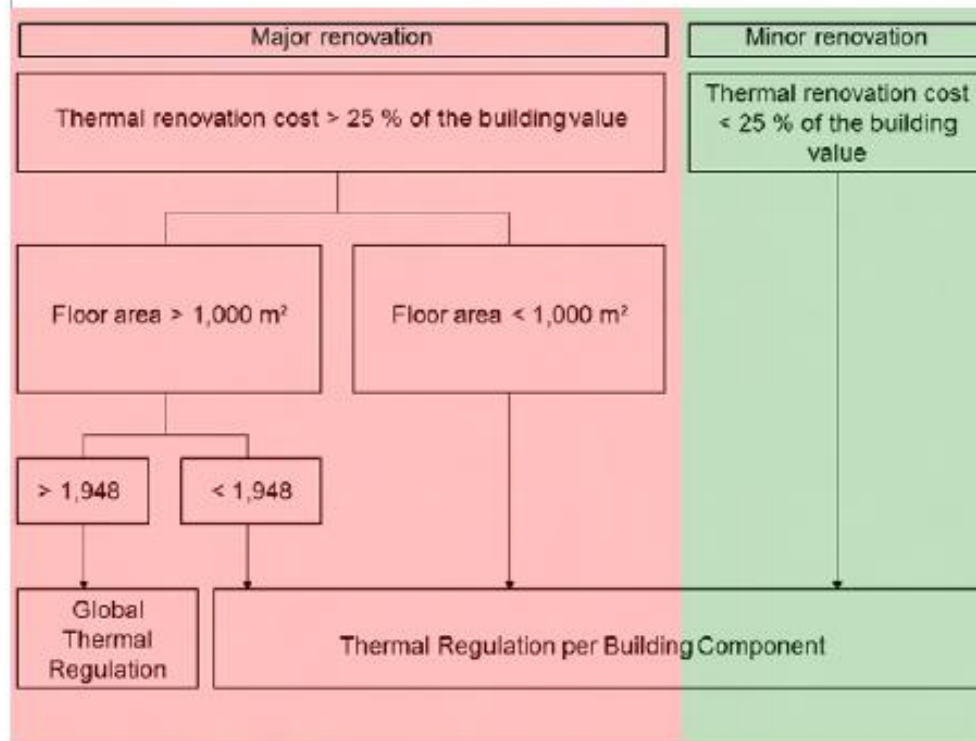 Major renovation
Minor renovation
Thermal renovation cost > 25 % of the building value
Thermal renovation cost
< 25 % of the building
value
Floor area > 1,000 m²
Floor area < 1,000 m²
> 1,948
< 1,948
Global
Thermal
Regulation
Thermal Regulation per Building Component